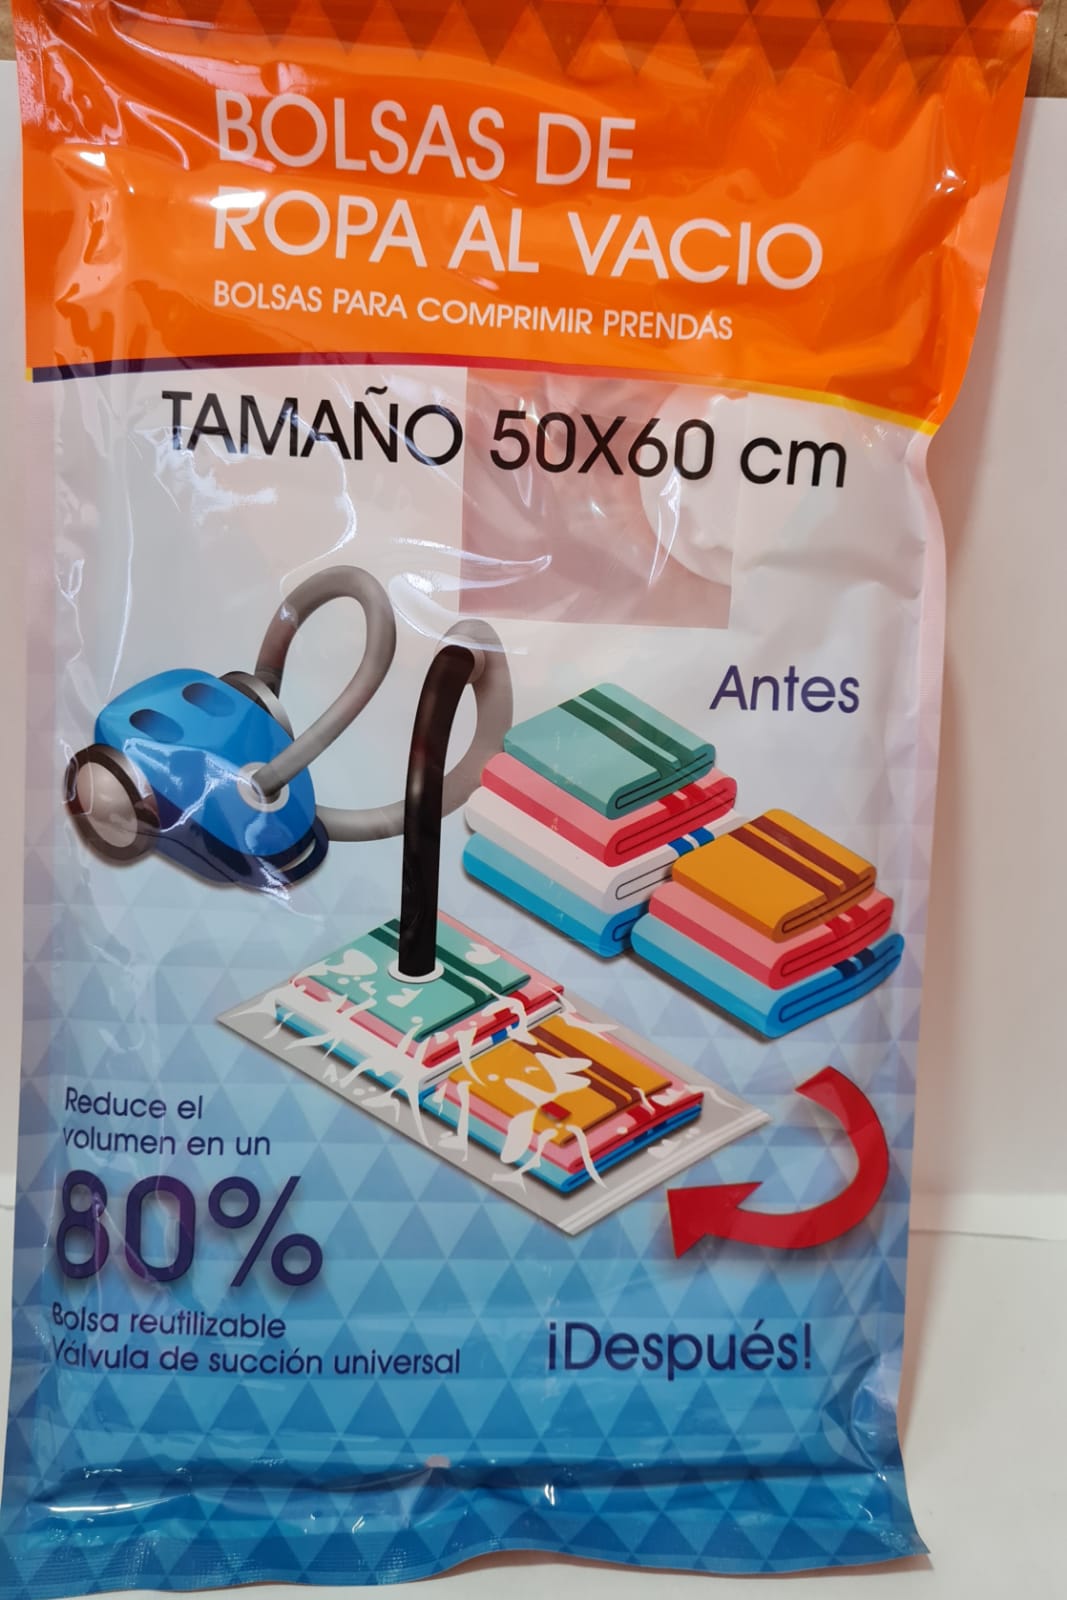 BOLSAS DE
ROPA AL VACIO
BOLSAS PARA COMPRIMIR PRENDAS
TAMAÑO 50X60 cm
Antes
Reduce el
volumen en un
80%
Bolsa reutilizable
Válvula de succión universal
¡Después!